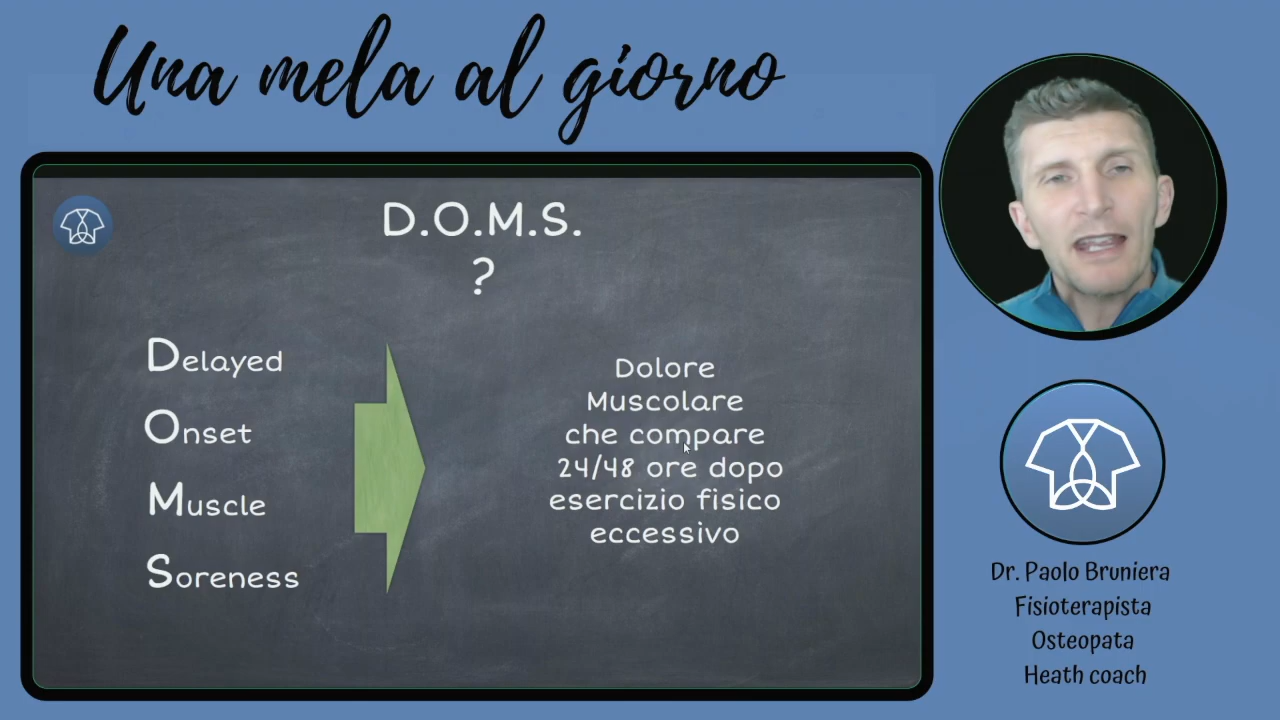 Una mela al giorno
D.O.M.S.
?
Delayed
Onset
Muscle
Soreness
Dolore
Muscolare
che compare
24/48 ore dopo
esercizio fisico
eccessivo
Dr. Paolo Bruniera
Fisioterapista
Osteopata
Heath coach